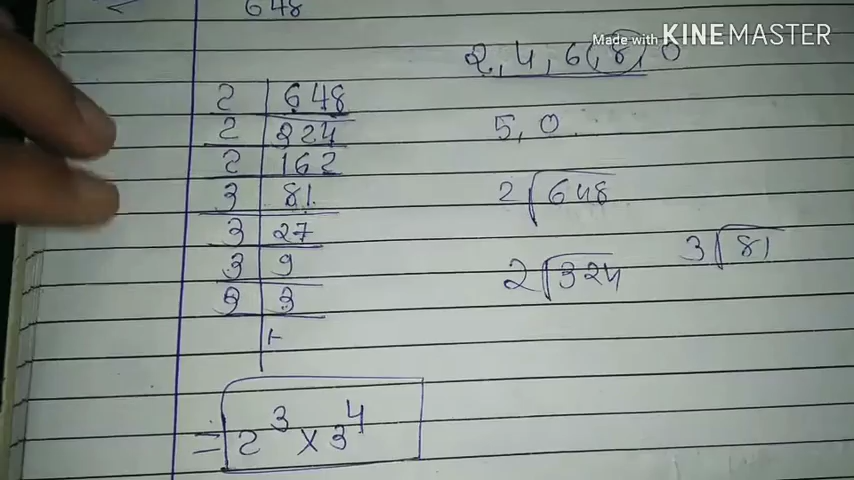 648
Made with KINEMASTER
2, 4, 6, 8, 0
5, 0
2 | 648
2 | 324
2 | 162
3 | 81
3 | 27
3 | 9
3 | 3
1
2 √648
2 √324
3 √81
= 2³ × 3⁴